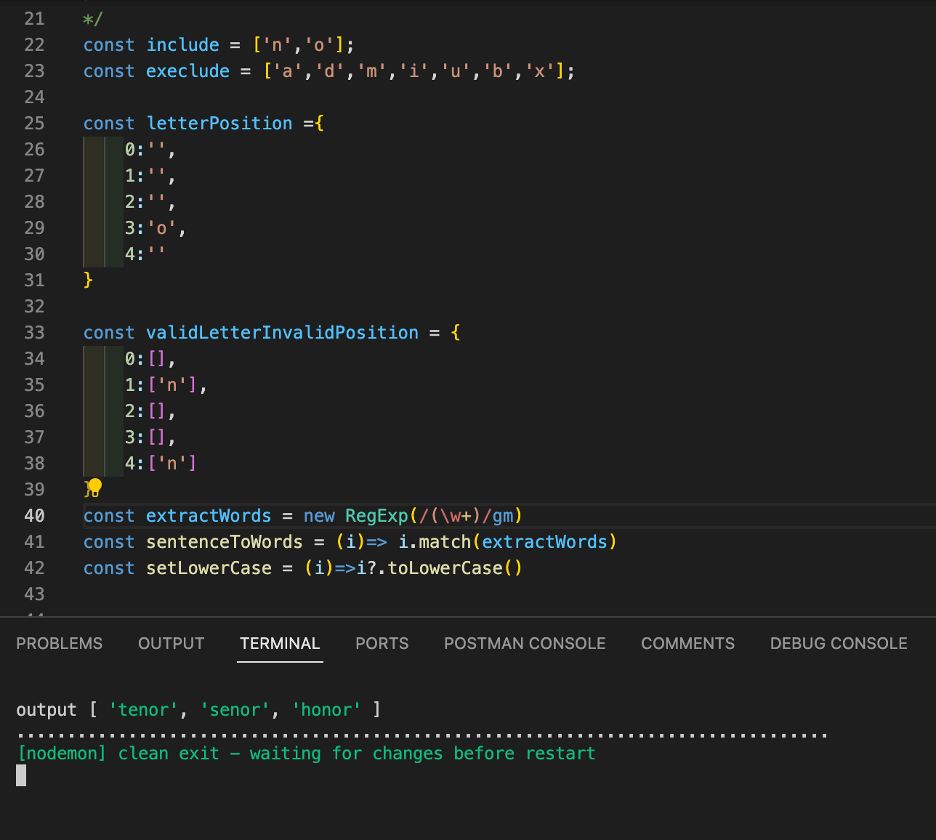 21 */
22 const include = ['n','o'];
23 const execlude = ['a','d','m','i','u','b','x'];
24
25 const letterPosition ={
26 0:'',
27 1:'',
28 2:'',
29 3:'o',
30 4:''
31 }
32
33 const validLetterInvalidPosition = {
34 0:[],
35 1:['n'],
36 2:[],
37 3:[],
38 4:['n']
39 }
40 const extractWords = new RegExp(/(\w+)/gm)
41 const sentenceToWords = (i)=> i.match(extractWords)
42 const setLowerCase = (i)=>i?.toLowerCase()
43
PROBLEMS OUTPUT TERMINAL PORTS POSTMAN CONSOLE COMMENTS DEBUG CONSOLE
output [ 'tenor', 'senor', 'honor' ]
................................................................................
[nodemon] clean exit - waiting for changes before restart